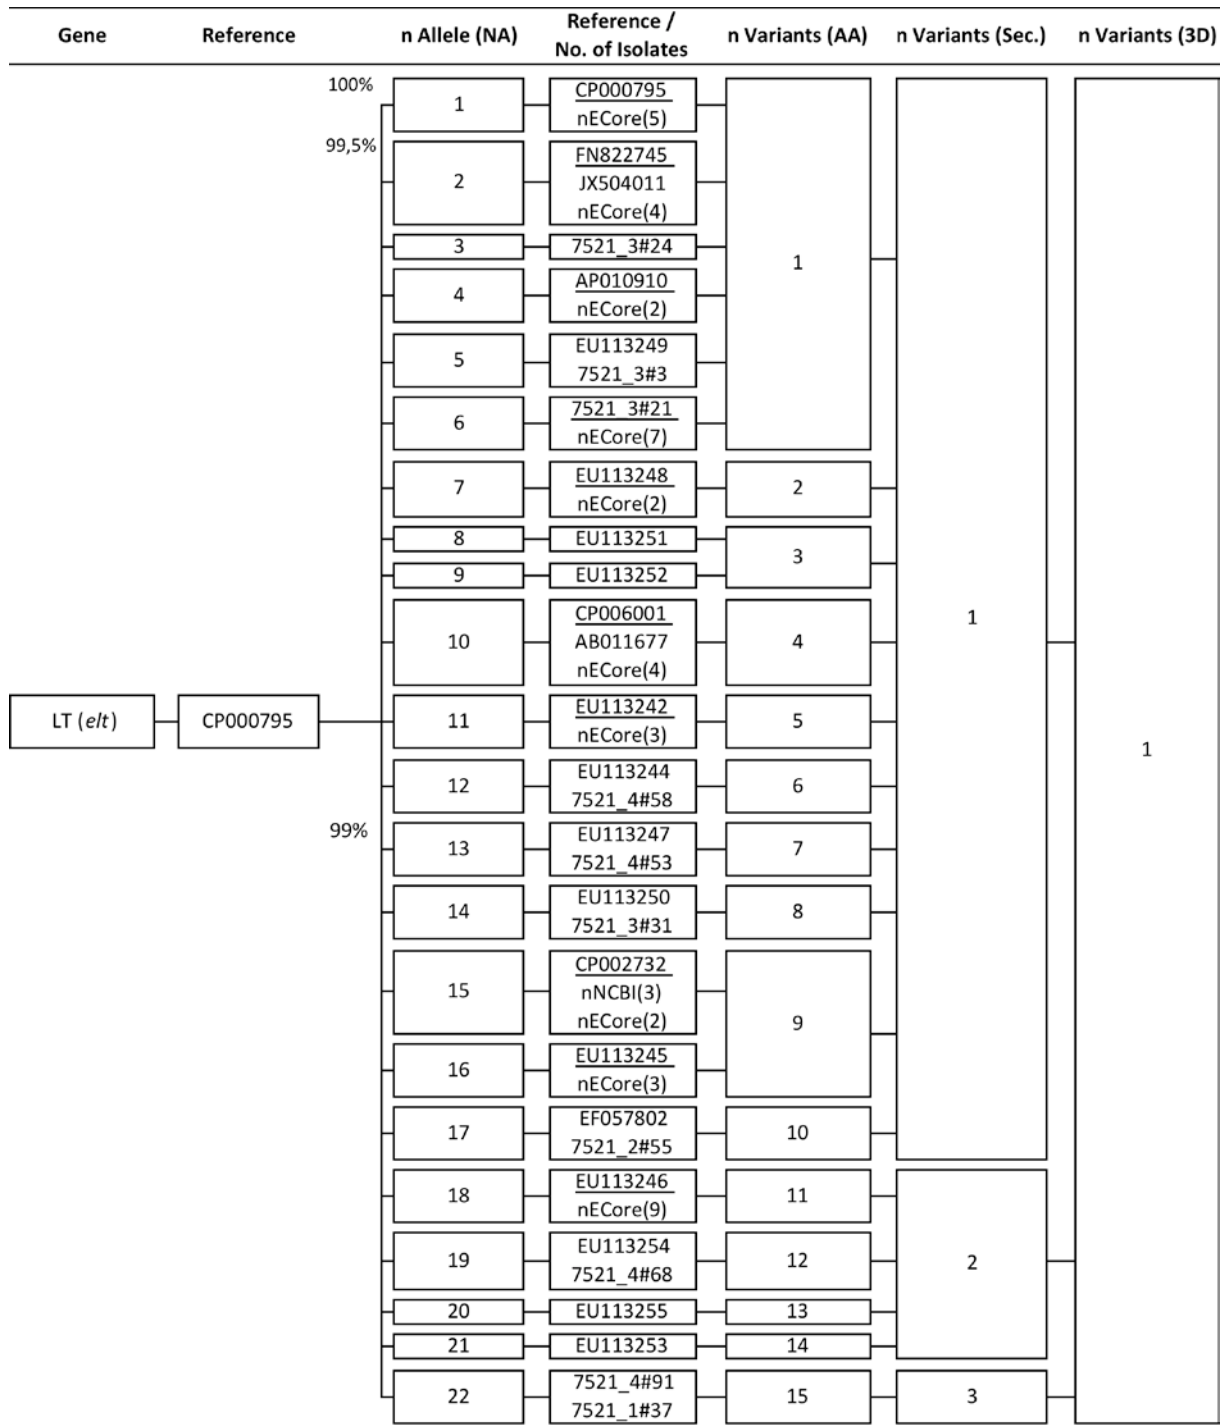 Gene Reference n Allele (NA) Reference / No. of Isolates n Variants (AA) n Variants (Sec.) n Variants (3D)
100%
1 CP000795
nECore(5)
99,5%
2 FN822745
JX504011
nECore(4)
3 7521_3#24
1
4 AP010910
nECore(2)
5 EU113249
7521_3#3
6 7521_3#21
nECore(7)
7 EU113248 2
nECore(2)
8 EU113251
3
9 EU113252
10 CP006001 4 1
AB011677
nECore(4)
LT (elt) CP000795 11 EU113242 5
nECore(3)
1
12 EU113244 6
7521_4#58
99%
13 EU113247 7
7521_4#53
14 EU113250 8
7521_3#31
15 CP002732
nNCBI(3)
nECore(2)
9
16 EU113245
nECore(3)
17 EF057802 10
7521_2#55
18 EU113246 11
nECore(9)
19 EU113254 12 2
7521_4#68
20 EU113255 13
21 EU113253 14
22 7521_4#91 15 3
7521_1#37